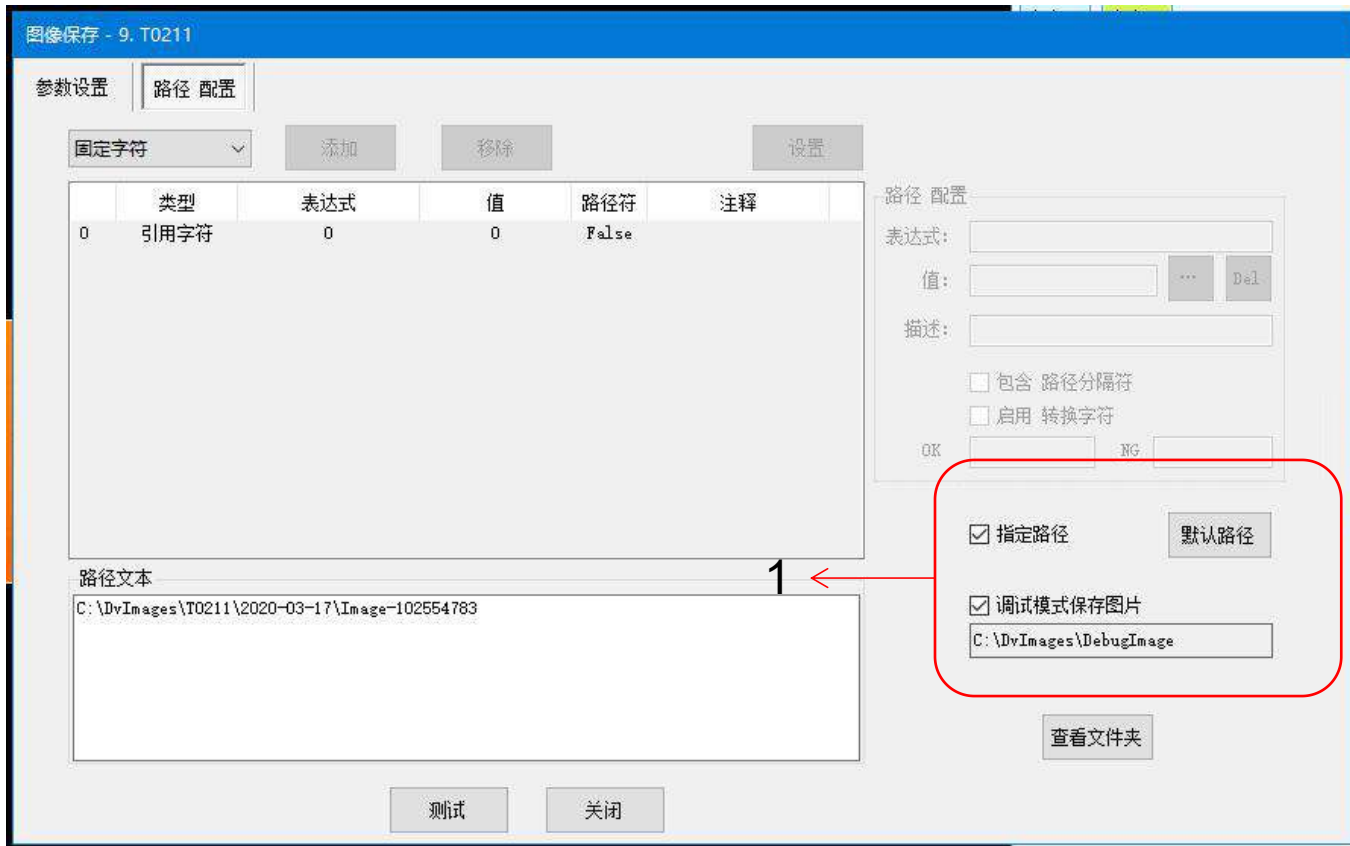 图像保存 - 9. T0211
参数设置 路径 配置
固定字符 添加 移除 设置
类型 表达式 值 路径符 注释
0 引用字符 0 0 False
路径 配置
表达式:
值: ... Del
描述:
包含 路径分隔符
启用 转换字符
OK NG
指定路径 默认路径
1
调试模式保存图片
C:\DvImages\DebugImage
路径文本
C:\DvImages\T0211\2020-03-17\Image-102554783
查看文件夹
测试 关闭